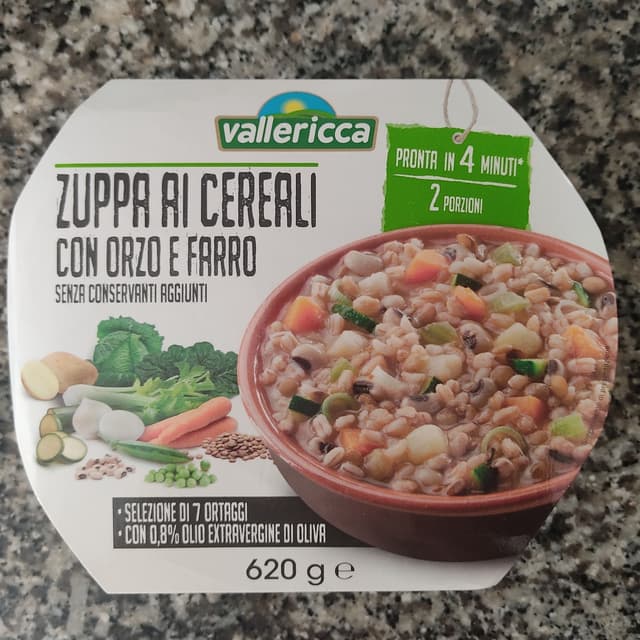 vallericca
PRONTA IN 4 MINUTI*
2 PORZIONI
ZUPPA AI CEREALI
CON ORZO E FARRO
SENZA CONSERVANTI AGGIUNTI
• SELEZIONE DI 7 ORTAGGI
• CON 0,8% OLIO EXTRAVERGINE DI OLIVA
620 g ℮